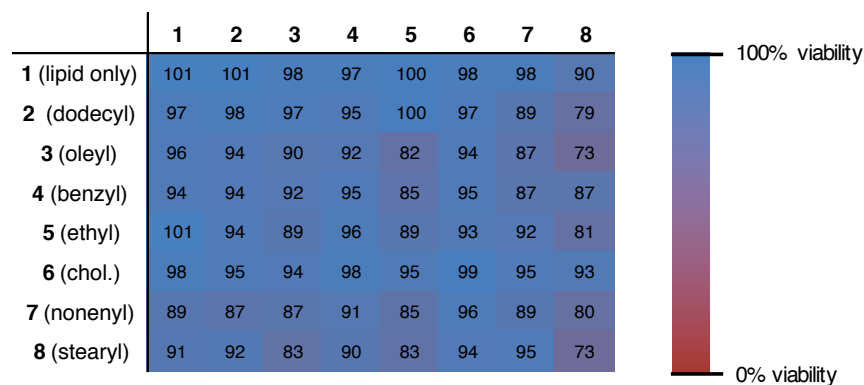 1 2 3 4 5 6 7 8
1 (lipid only) 101 101 98 97 100 98 98 90
2 (dodecyl) 97 98 97 95 100 97 89 79
3 (oleyl) 96 94 90 92 82 94 87 73
4 (benzyl) 94 94 92 95 85 95 87 87
5 (ethyl) 101 94 89 96 89 93 92 81
6 (chol.) 98 95 94 98 95 99 95 93
7 (nonenyl) 89 87 87 91 85 96 89 80
8 (stearyl) 91 92 83 90 83 94 95 73
100% viability
0% viability